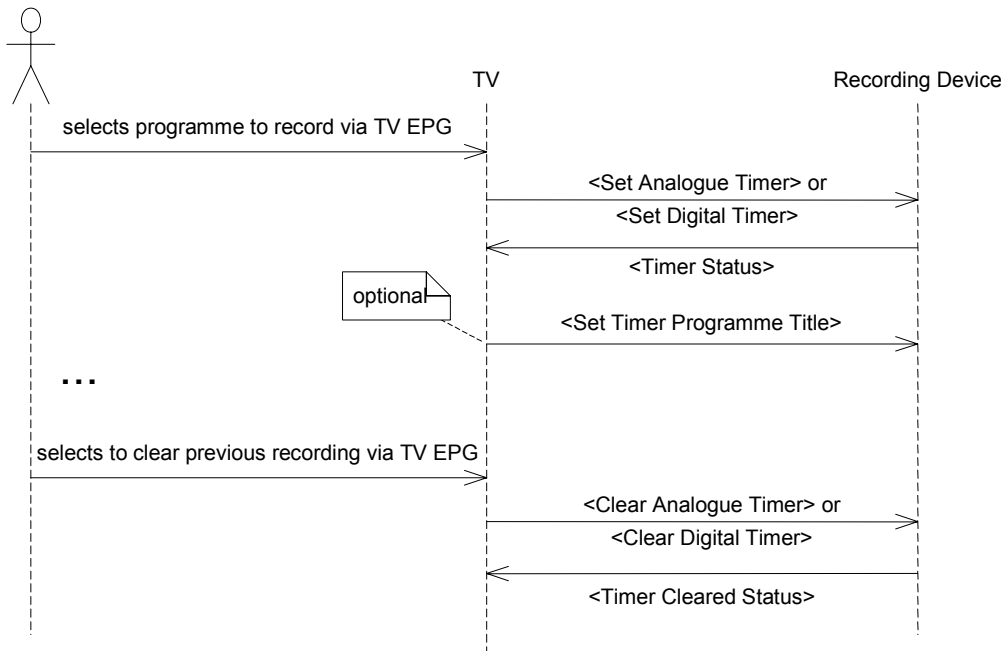 TV
Recording Device
selects programme to record via TV EPG
<Set Analogue Timer> or
<Set Digital Timer>
<Timer Status>
optional
<Set Timer Programme Title>
...
selects to clear previous recording via TV EPG
<Clear Analogue Timer> or
<Clear Digital Timer>
<Timer Cleared Status>